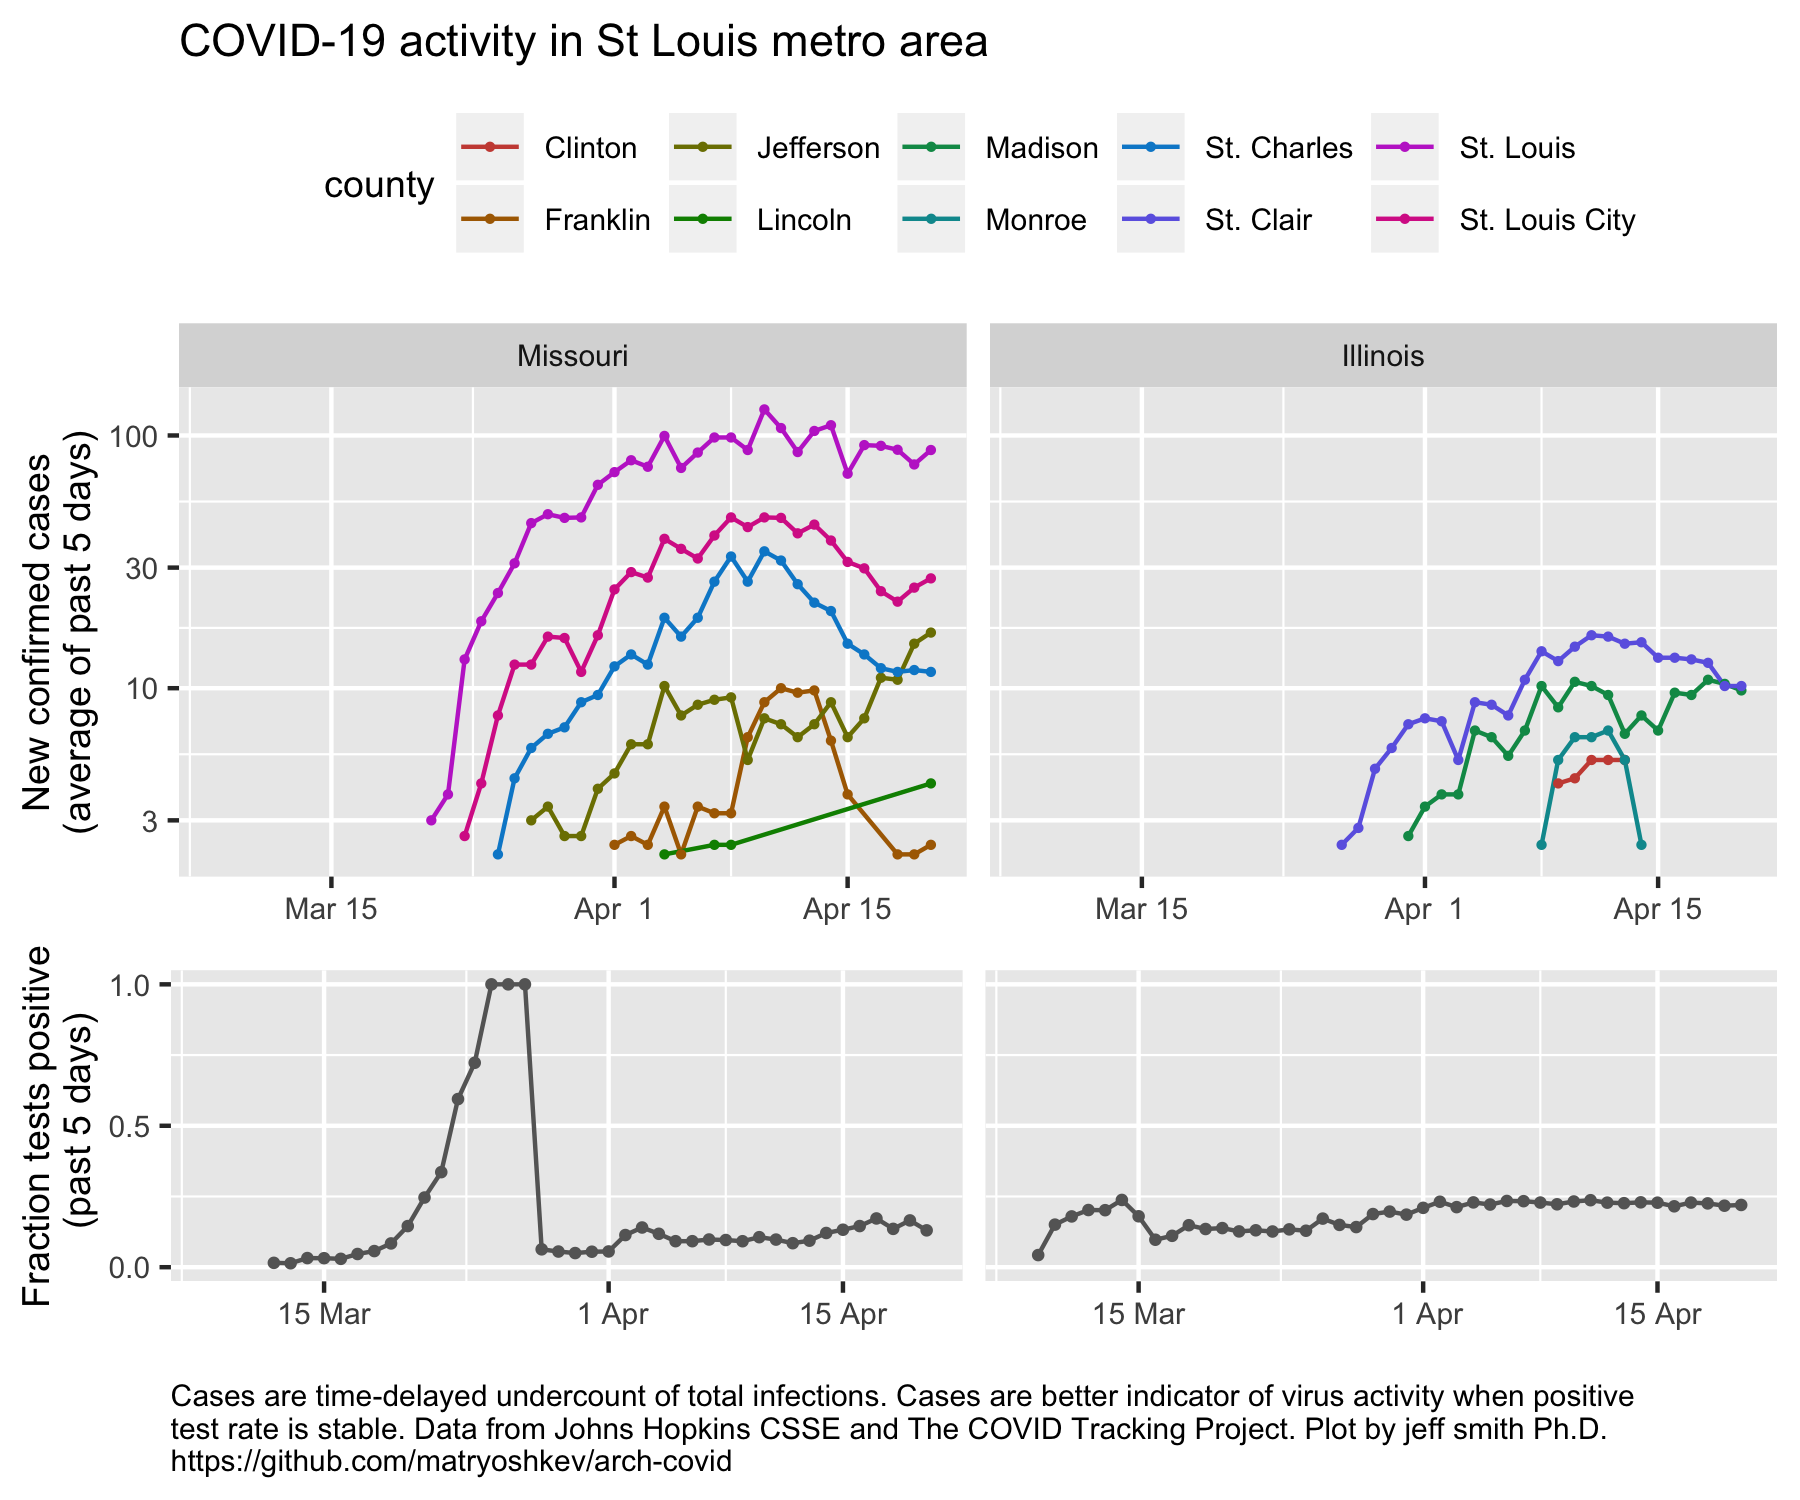 COVID-19 activity in St Louis metro area
county
Clinton
Jefferson
Madison
St. Charles
St. Louis
Franklin
Lincoln
Monroe
St. Clair
St. Louis City
Missouri
Illinois
New confirmed cases
(average of past 5 days)
100
30
10
3
Mar 15
Apr 1
Apr 15
Mar 15
Apr 1
Apr 15
Fraction tests positive
(past 5 days)
1.0
0.5
0.0
15 Mar
1 Apr
15 Apr
15 Mar
1 Apr
15 Apr
Cases are time-delayed undercount of total infections. Cases are better indicator of virus activity when positive
test rate is stable. Data from Johns Hopkins CSSE and The COVID Tracking Project. Plot by jeff smith Ph.D.
https://github.com/matryoshkev/arch-covid